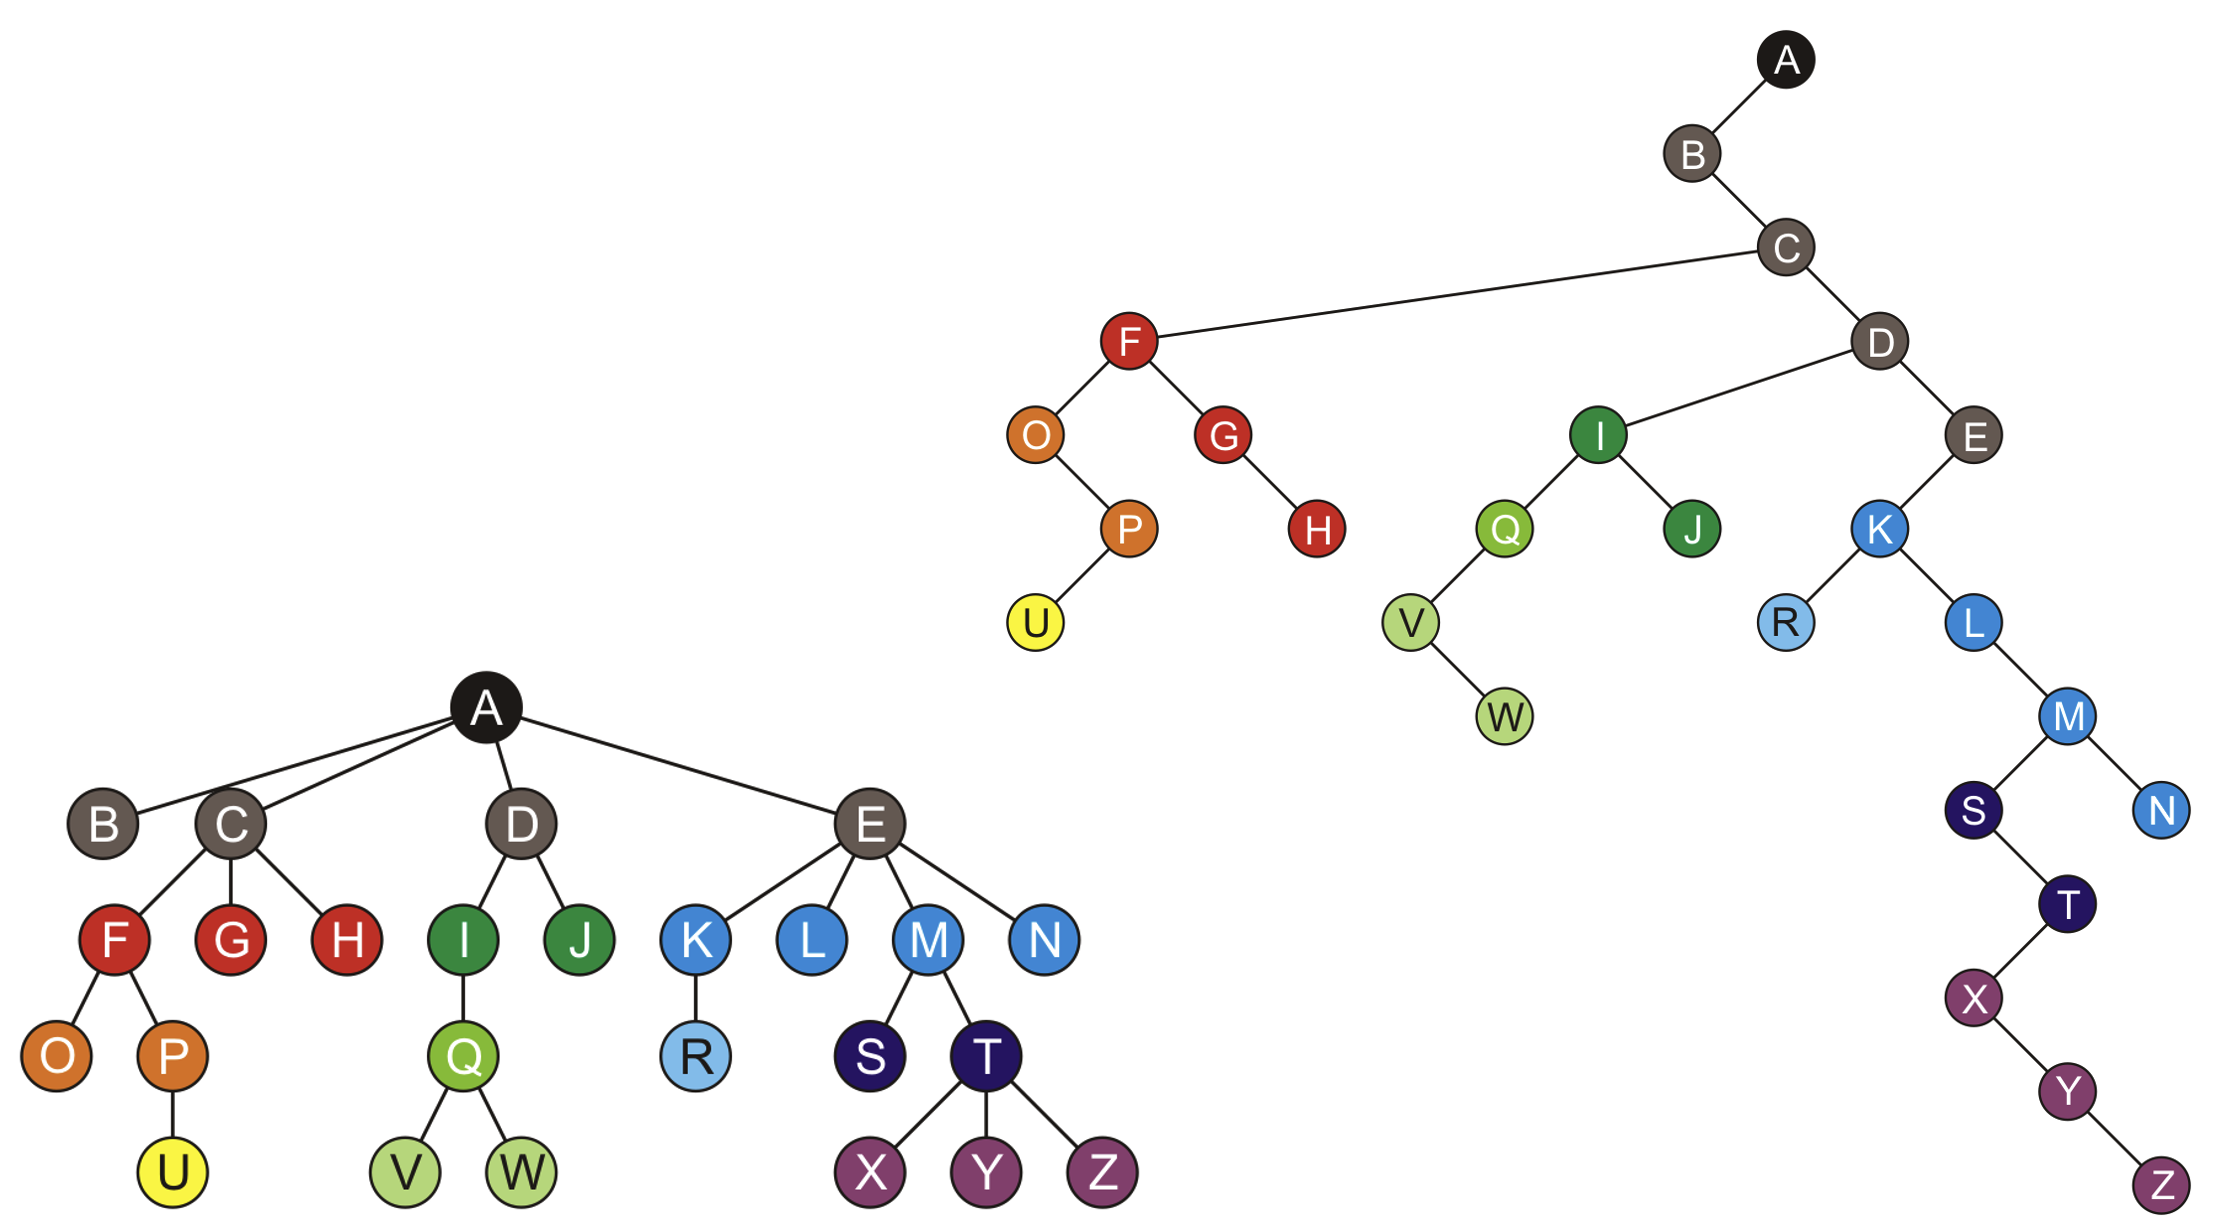 A
B
C
F D
O G I E
P H Q J K
U V R L
W M
S N
T
X
Y
Z
A
B C D E
F G H I J K L M N
O P Q R S T
U V W X Y Z